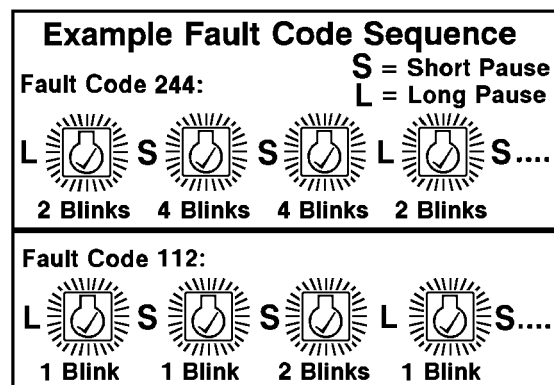 Example Fault Code Sequence
S = Short Pause
Fault Code 244:
L = Long Pause
L S S L S....
2 Blinks 4 Blinks 4 Blinks 2 Blinks
Fault Code 112:
L S S L S....
1 Blink 1 Blink 2 Blinks 1 Blink